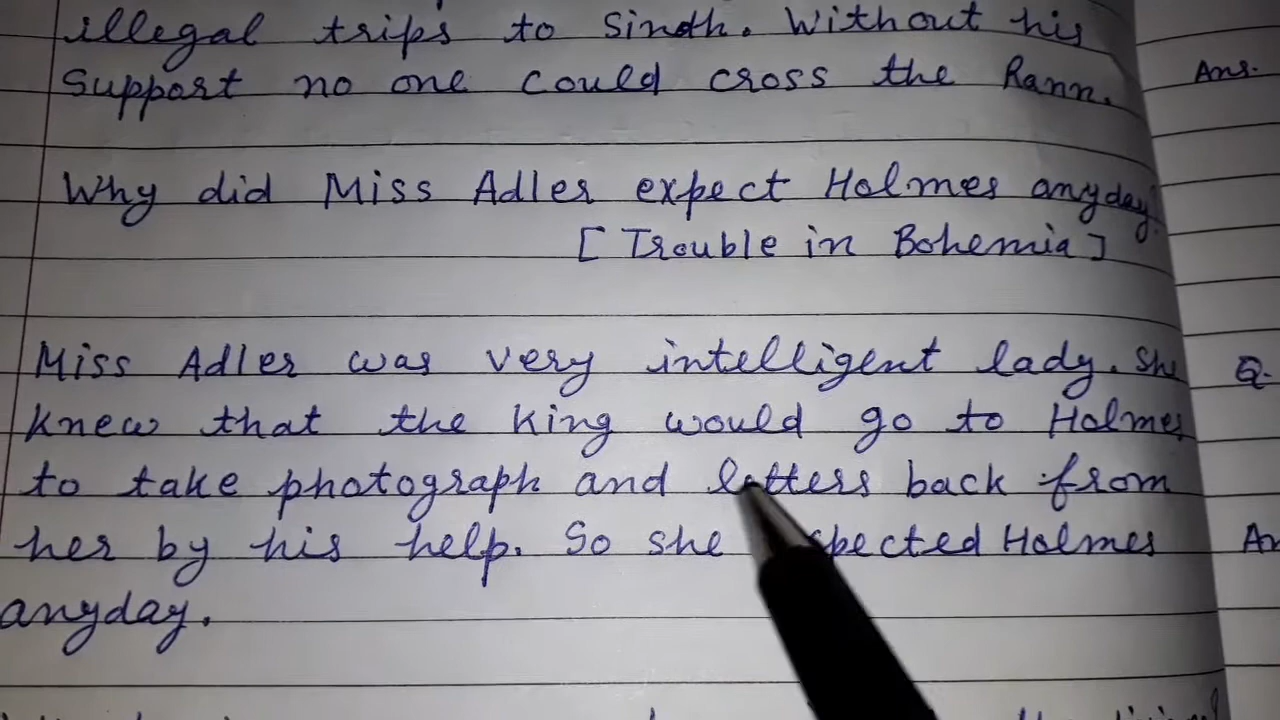 illegal trips to Sindh. Without his
Support no one could cross the Rann.
Ans.
Why did Miss Adler expect Holmes anyday?
[Trouble in Bohemia]
Miss Adler was very intelligent lady. She
Q.
knew that the king would go to Holmes
to take photograph and letters back from
her by his help. So she expected Holmes
An
anyday.